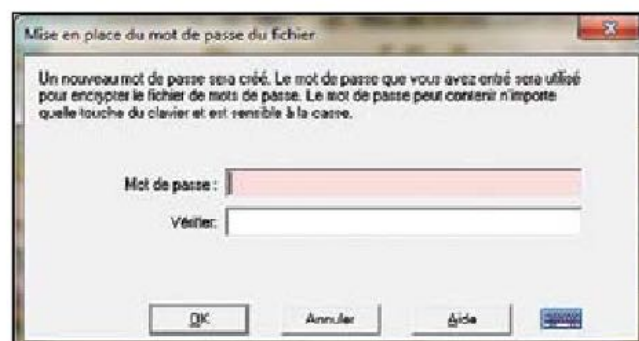 Mise en place du mot de passe du fichier
Un nouveau mot de passe sera créé. Le mot de passe que vous avez entré sera utilisé
pour encrypter le fichier de mots de passe. Le mot de passe peut contenir n'importe
quelle touche du clavier et est sensible à la casse.
Mot de passe :
Vérifier:
OK Annuler Aide